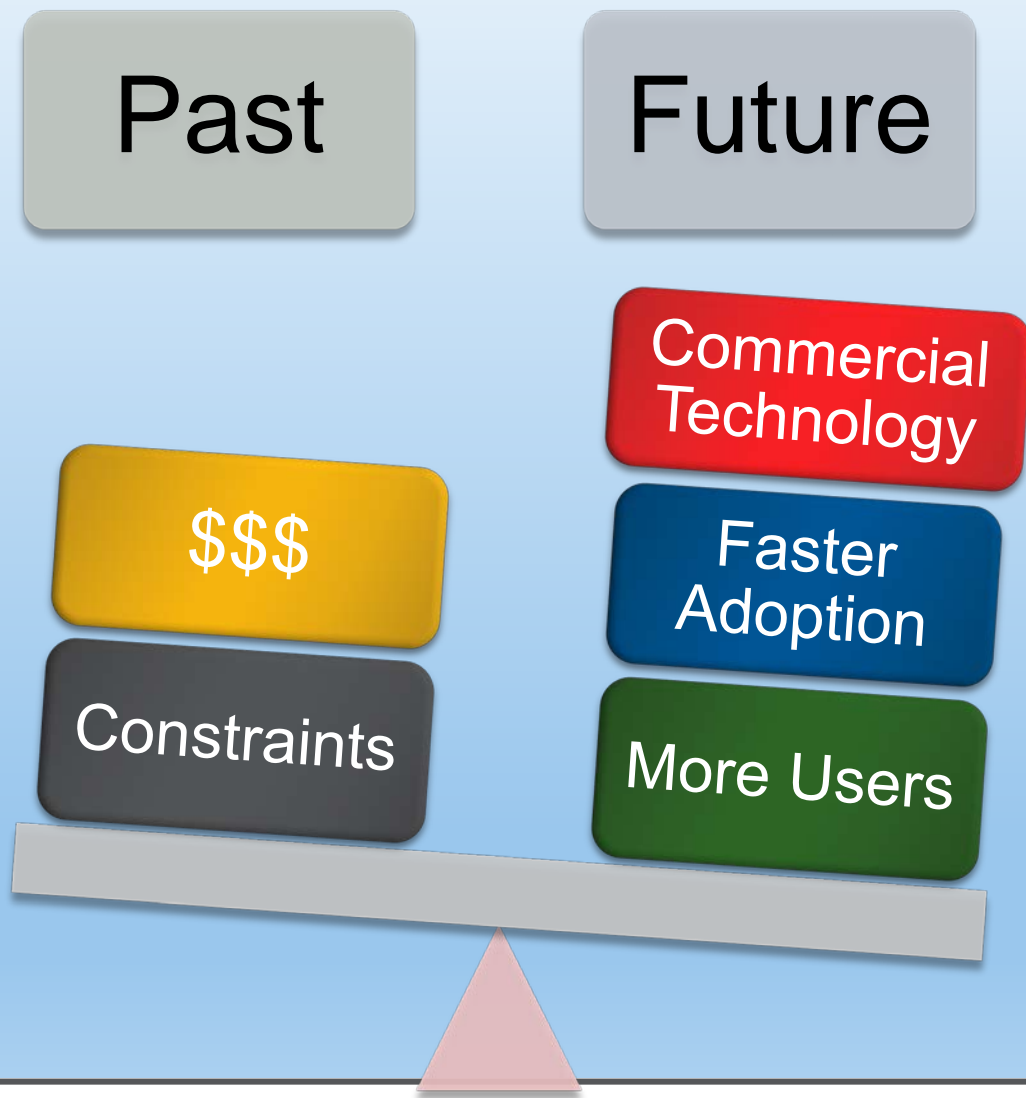 Past
Future
$$$
Constraints
Commercial
Technology
Faster
Adoption
More Users